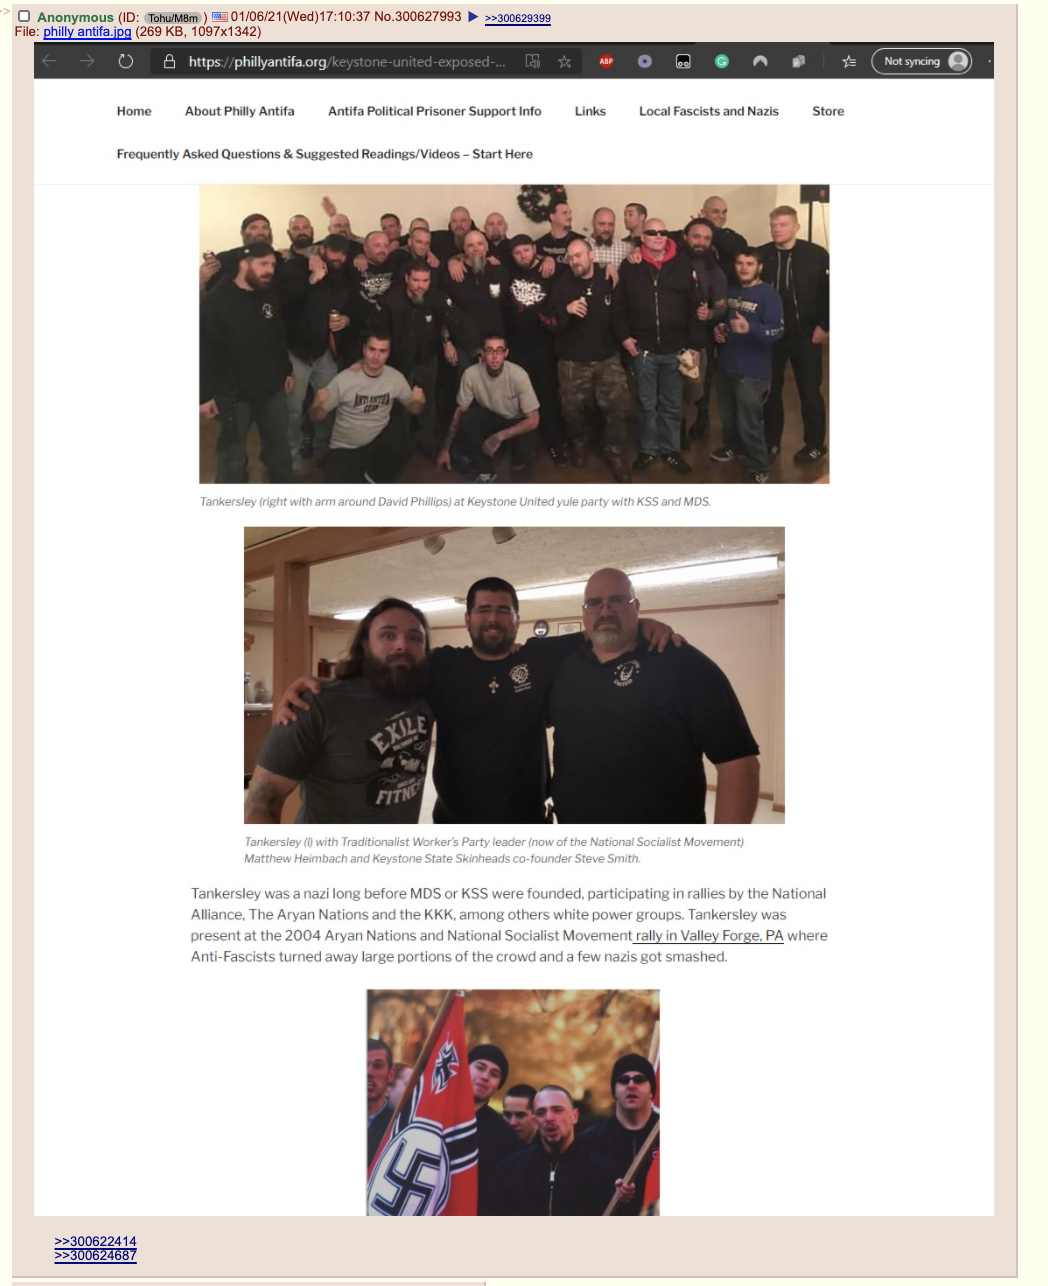 >>
Anonymous (ID: Tohu/M8m ) 01/06/21(Wed)17:10:37 No.300627993 ▶ >>300629399
File: philly antifa.jpg (269 KB, 1097x1342)
https://phillyantifa.org/keystone-united-exposed-... ABP G Not syncing
Home About Philly Antifa Antifa Political Prisoner Support Info Links Local Fascists and Nazis Store
Frequently Asked Questions & Suggested Readings/Videos – Start Here
ANTI ANTIFA
GEAR
Tankersley (right with arm around David Phillips) at Keystone United yule party with KSS and MDS.
UNITED
EXILE
FITNE
Tankersley (l) with Traditionalist Worker's Party leader (now of the National Socialist Movement)
Matthew Heimbach and Keystone State Skinheads co-founder Steve Smith.
Tankersley was a nazi long before MDS or KSS were founded, participating in rallies by the National
Alliance, The Aryan Nations and the KKK, among others white power groups. Tankersley was
present at the 2004 Aryan Nations and National Socialist Movement rally in Valley Forge, PA where
Anti-Fascists turned away large portions of the crowd and a few nazis got smashed.
>>300622414
>>300624687